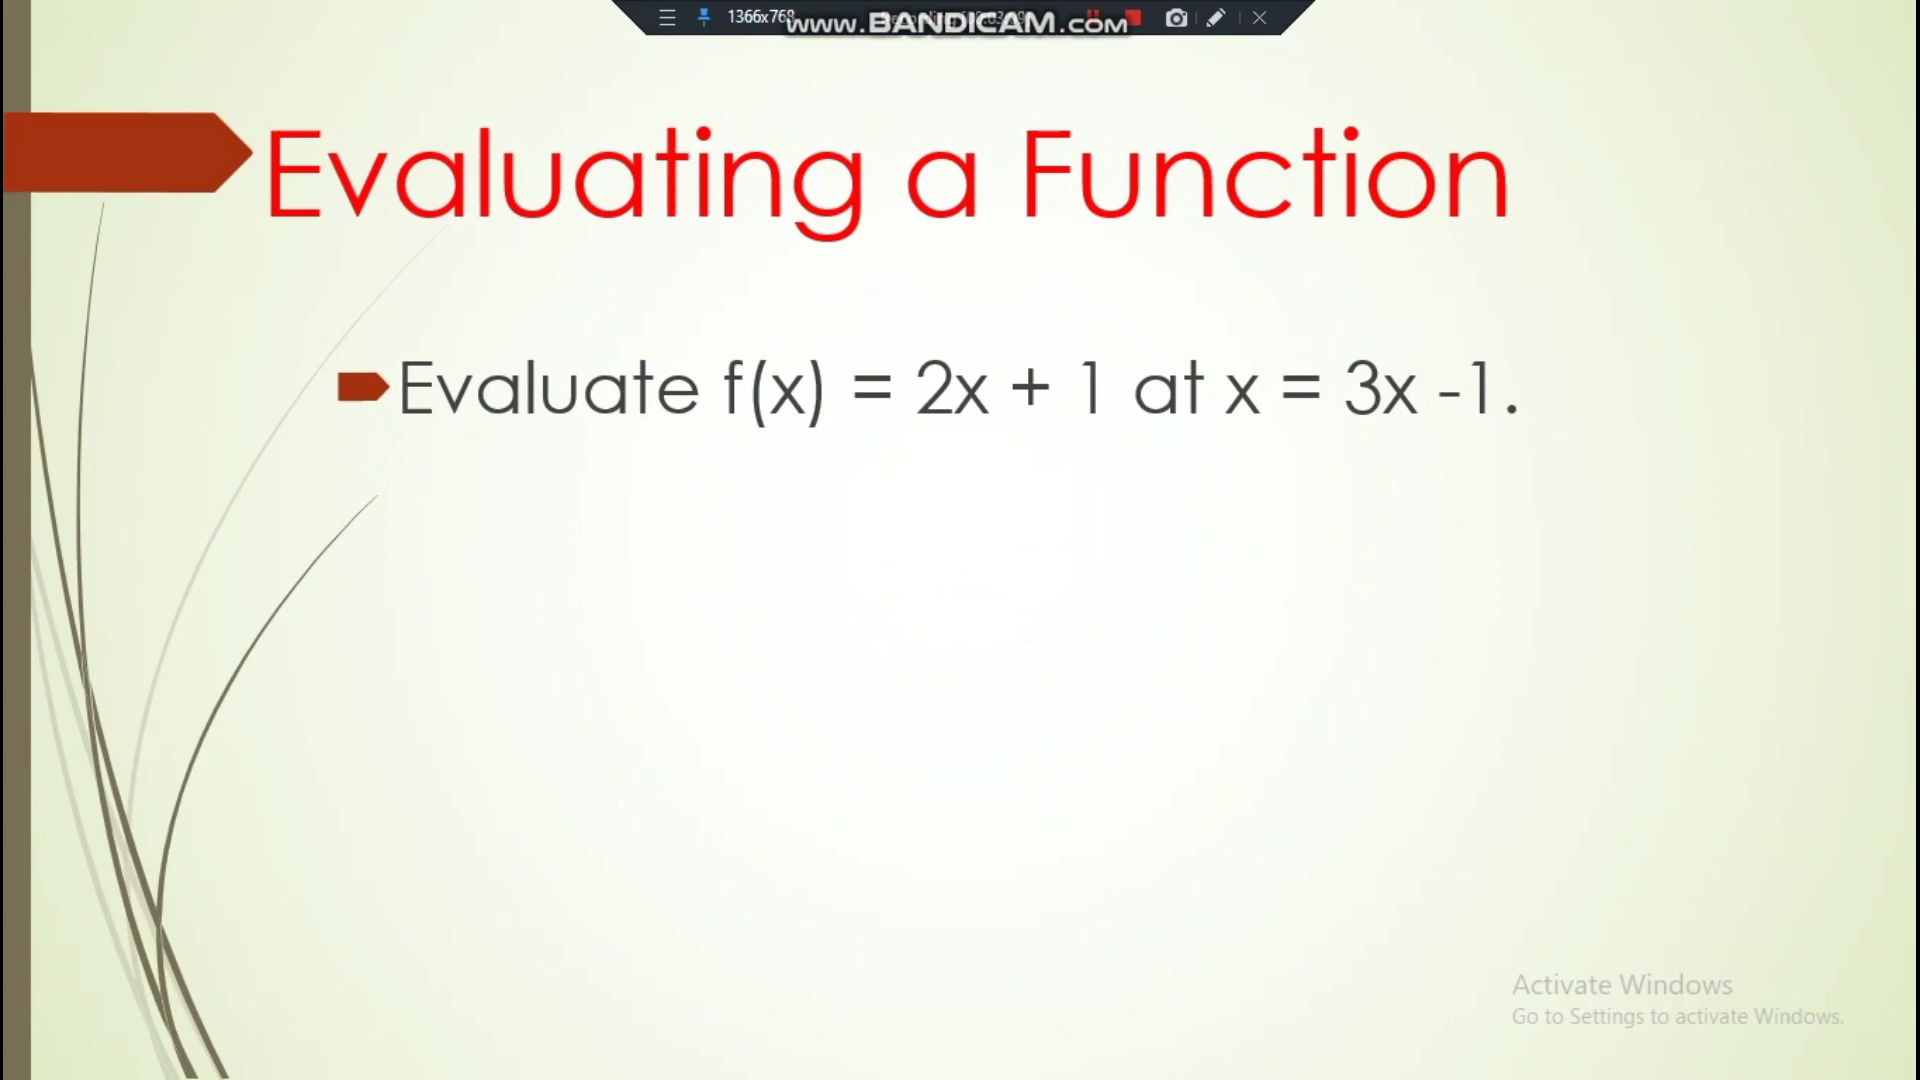 1366x768
www.BANDICAM.com
Evaluating a Function
Evaluate f(x) = 2x + 1 at x = 3x -1.
Activate Windows
Go to Settings to activate Windows.